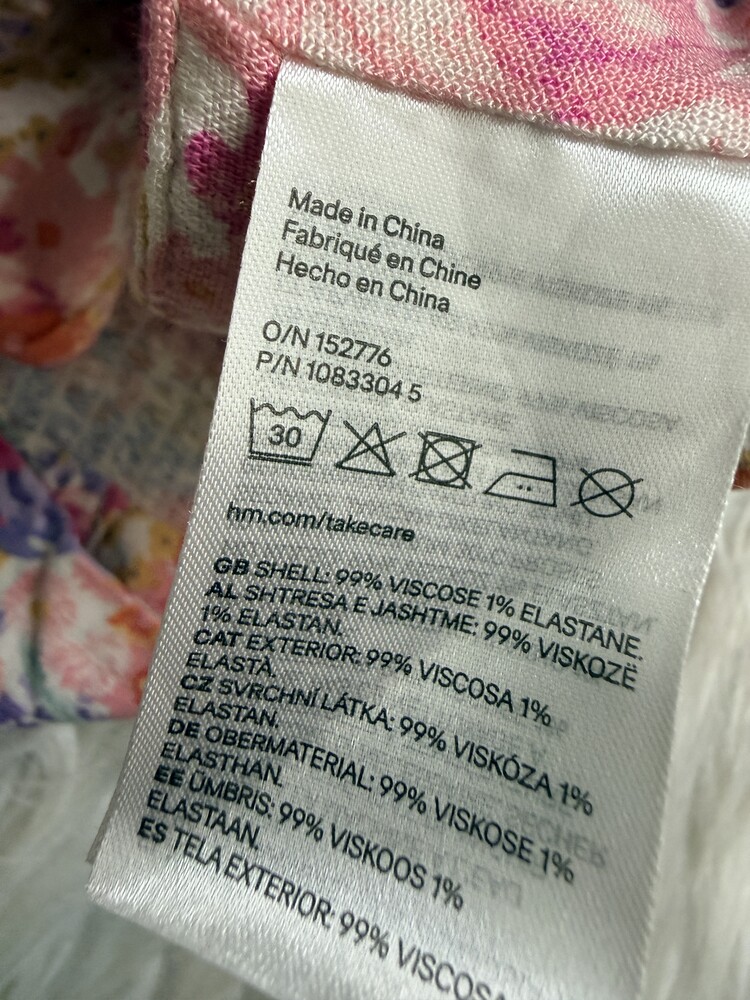 Made in China
Fabriqué en Chine
Hecho en China
O/N 152776
P/N 10833304 5
30
hm.com/takecare
GB SHELL: 99% VISCOSE 1% ELASTANE.
AL SHTRESA E JASHTME: 99% VISKOZË
1% ELASTAN.
CAT EXTERIOR: 99% VISCOSA 1%
ELASTÀ.
CZ SVRCHNÍ LÁTKA: 99% VISKÓZA 1%
ELASTAN.
DE OBERMATERIAL: 99% VISKOSE 1%
ELASTHAN.
EE ÜMBRIS: 99% VISKOOS 1%
ELASTAAN.
ES TELA EXTERIOR: 99% VISCOSA